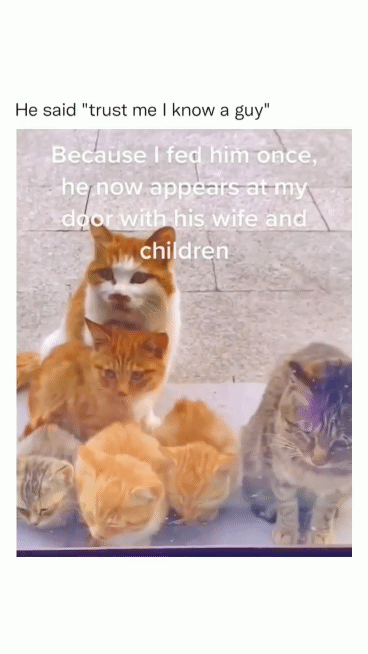 He said "trust me I know a guy"
Because I fed him once,
he now appears at my
door with his wife and
children